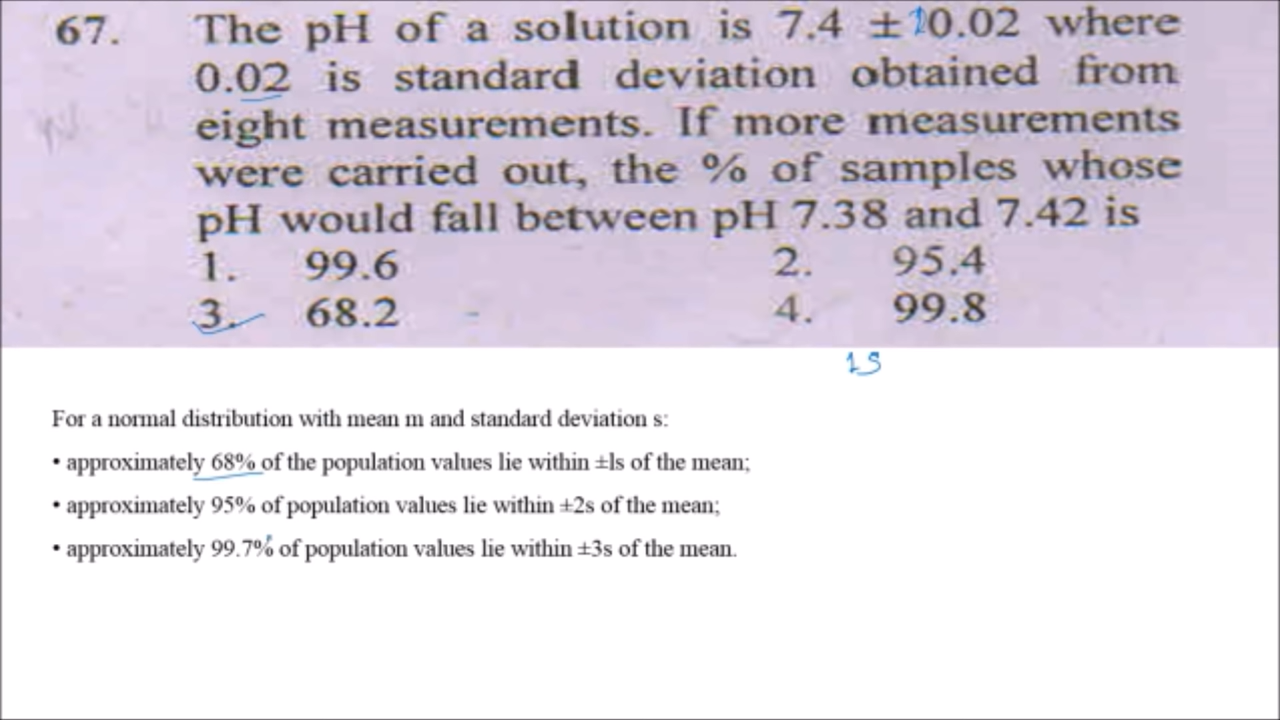 67. The pH of a solution is 7.4 ± 0.02 where
0.02 is standard deviation obtained from
eight measurements. If more measurements
were carried out, the % of samples whose
pH would fall between pH 7.38 and 7.42 is
1. 99.6 2. 95.4
3. 68.2 4. 99.8
1s
For a normal distribution with mean m and standard deviation s:
• approximately 68% of the population values lie within ±ls of the mean;
• approximately 95% of population values lie within ±2s of the mean;
• approximately 99.7% of population values lie within ±3s of the mean.